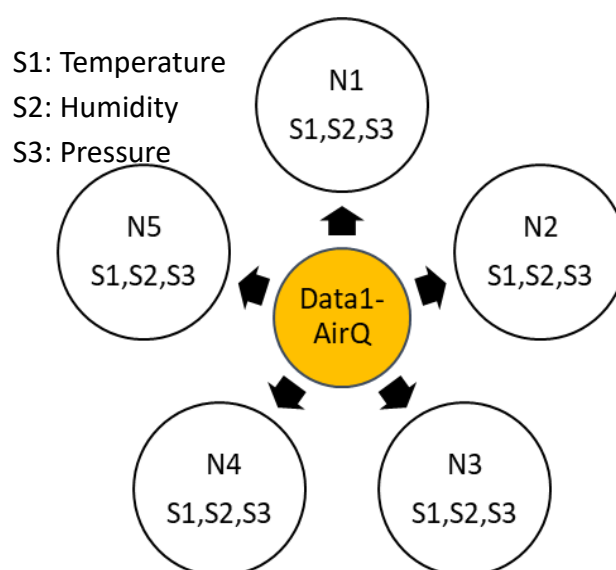 S1: Temperature
S2: Humidity
S3: Pressure
N1
S1,S2,S3
N5
S1,S2,S3
N2
S1,S2,S3
Data1-
AirQ
N4
S1,S2,S3
N3
S1,S2,S3